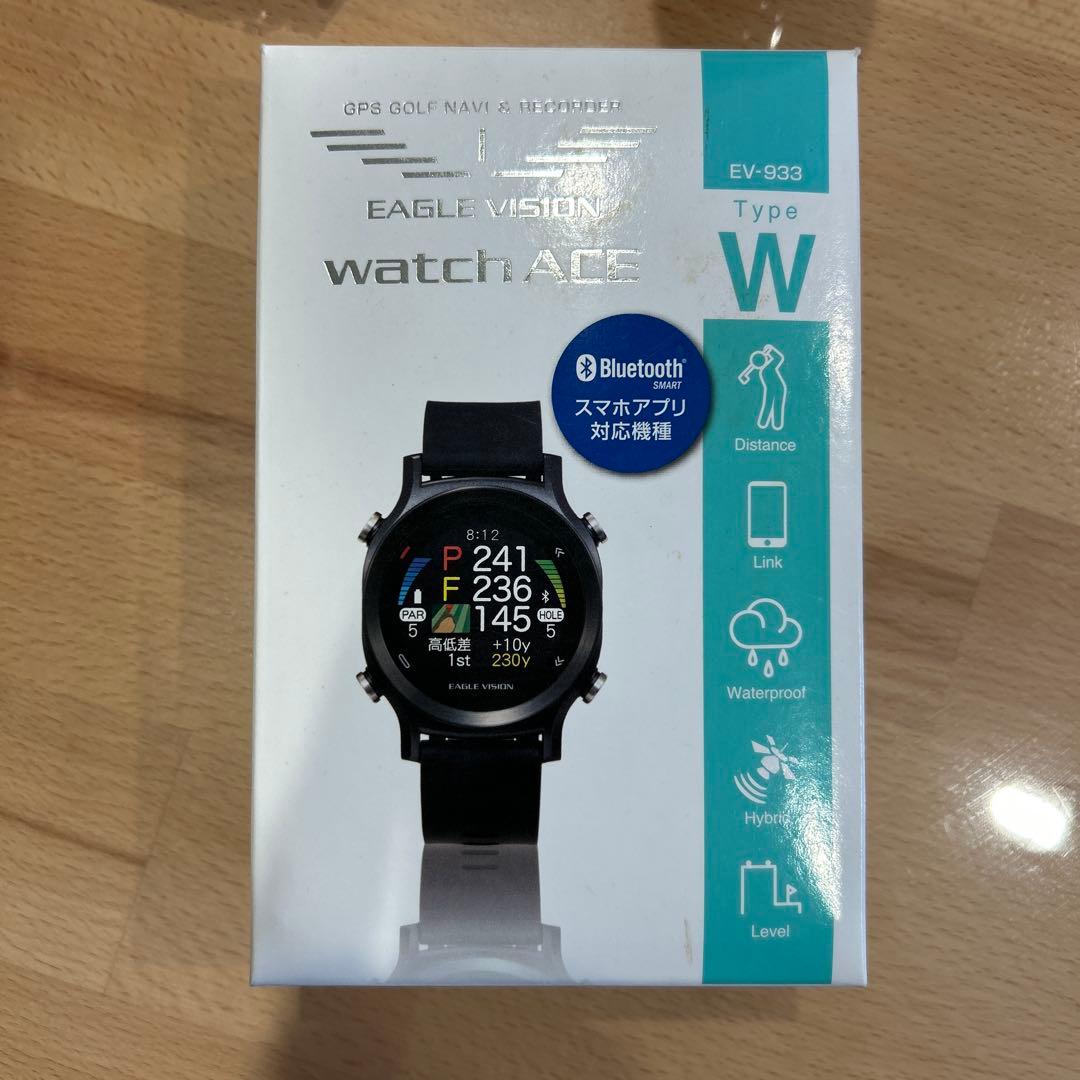 GPS GOLF NAVI & RECORDER
EAGLE VISION
watch ACE
EV-933
Type
W
Bluetooth®
SMART
スマホアプリ
対応機種
8:12
P 241
F 236
145
PAR
5
HOLE
5
高低差 +10y
1st 230y
EAGLE VISION
Distance
Link
Waterproof
Hybrid
Level